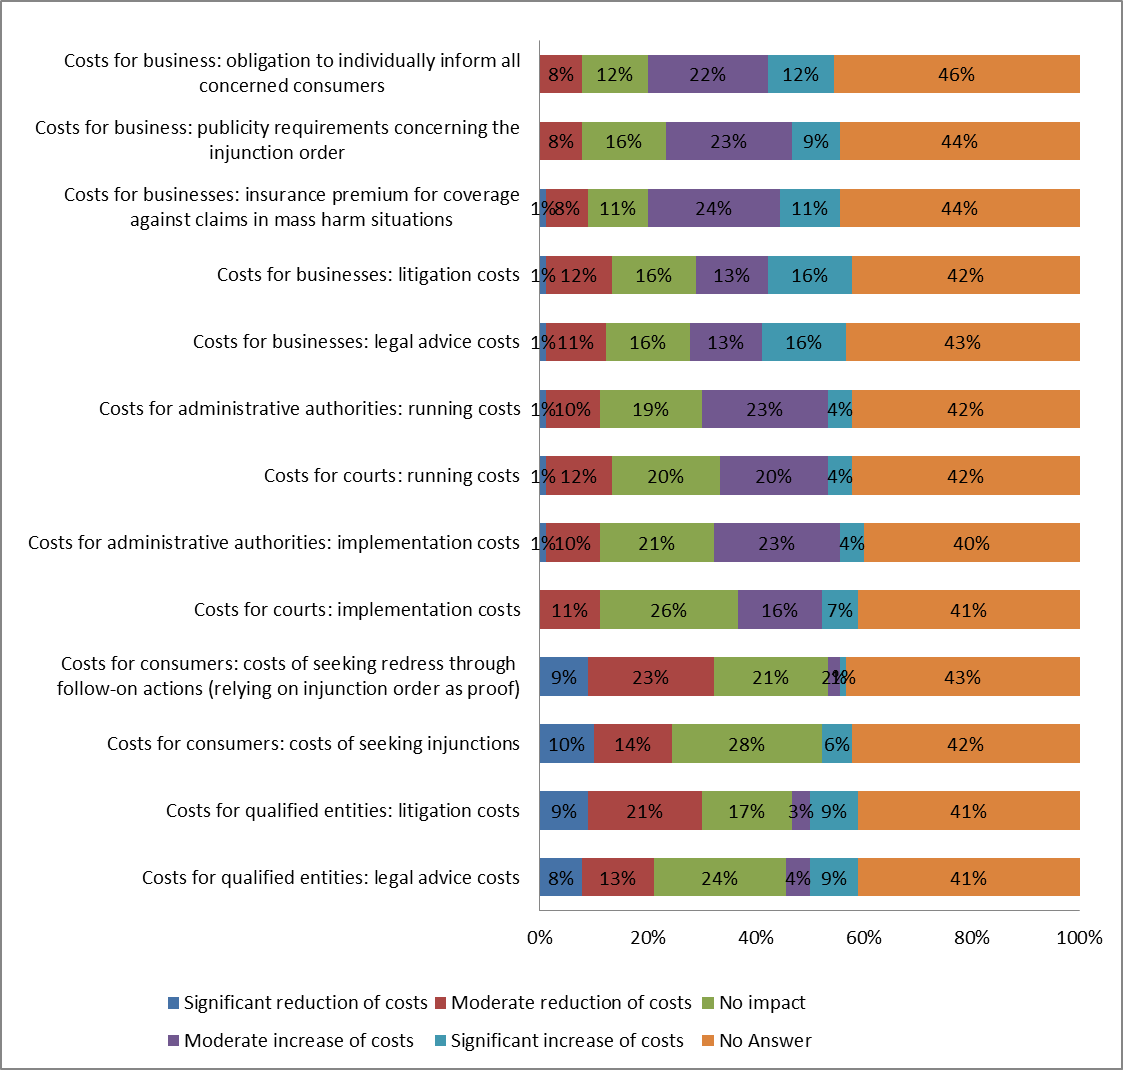 Costs for business: obligation to individually inform all
concerned consumers
8% 12% 22% 12% 46%
Costs for business: publicity requirements concerning the
injunction order
8% 16% 23% 9% 44%
Costs for businesses: insurance premium for coverage
against claims in mass harm situations
1% 8% 11% 24% 11% 44%
Costs for businesses: litigation costs
1% 12% 16% 13% 16% 42%
Costs for businesses: legal advice costs
1% 11% 16% 13% 16% 43%
Costs for administrative authorities: running costs
1% 10% 19% 23% 4% 42%
Costs for courts: running costs
1% 12% 20% 20% 4% 42%
Costs for administrative authorities: implementation costs
1% 10% 21% 23% 4% 40%
Costs for courts: implementation costs
11% 26% 16% 7% 41%
Costs for consumers: costs of seeking redress through
follow-on actions (relying on injunction order as proof)
9% 23% 21% 2% 1% 43%
Costs for consumers: costs of seeking injunctions
10% 14% 28% 6% 42%
Costs for qualified entities: litigation costs
9% 21% 17% 3% 9% 41%
Costs for qualified entities: legal advice costs
8% 13% 24% 4% 9% 41%
0% 20% 40% 60% 80% 100%
Significant reduction of costs Moderate reduction of costs No impact
Moderate increase of costs Significant increase of costs No Answer